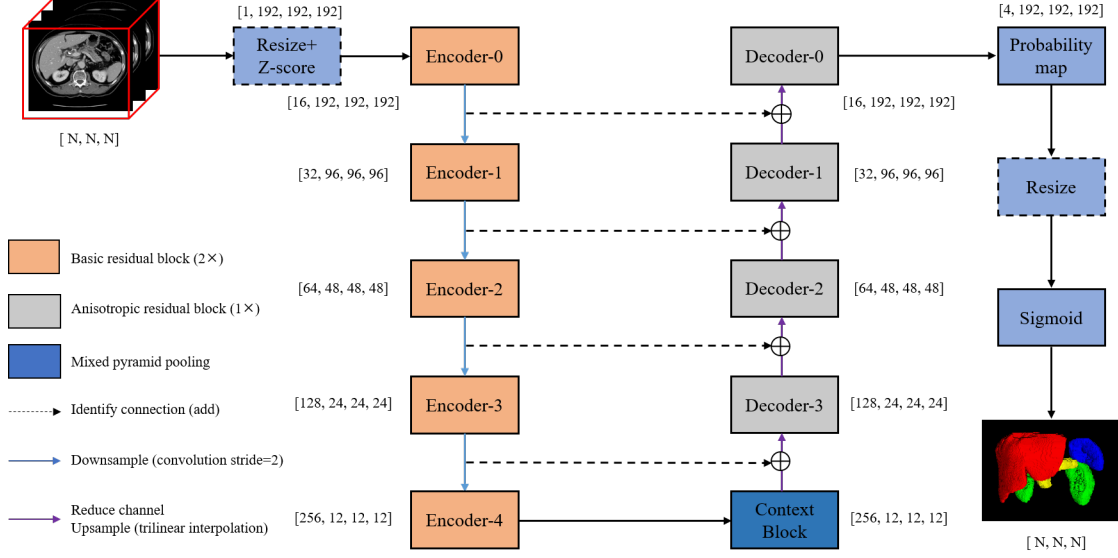 [1, 192, 192, 192]
[4, 192, 192, 192]
Resize+
Z-score
Encoder-0
Decoder-0
Probability
map
[16, 192, 192, 192]
[16, 192, 192, 192]
[ N, N, N]
[32, 96, 96, 96]
Encoder-1
Decoder-1
[32, 96, 96, 96]
Resize
Basic residual block (2×)
[64, 48, 48, 48]
Encoder-2
Decoder-2
[64, 48, 48, 48]
Anisotropic residual block (1×)
Sigmoid
Mixed pyramid pooling
Identify connection (add)
[128, 24, 24, 24]
Encoder-3
Decoder-3
[128, 24, 24, 24]
Downsample (convolution stride=2)
Reduce channel
Upsample (trilinear interpolation)
[256, 12, 12, 12]
Encoder-4
Context
Block
[256, 12, 12, 12]
[ N, N, N]